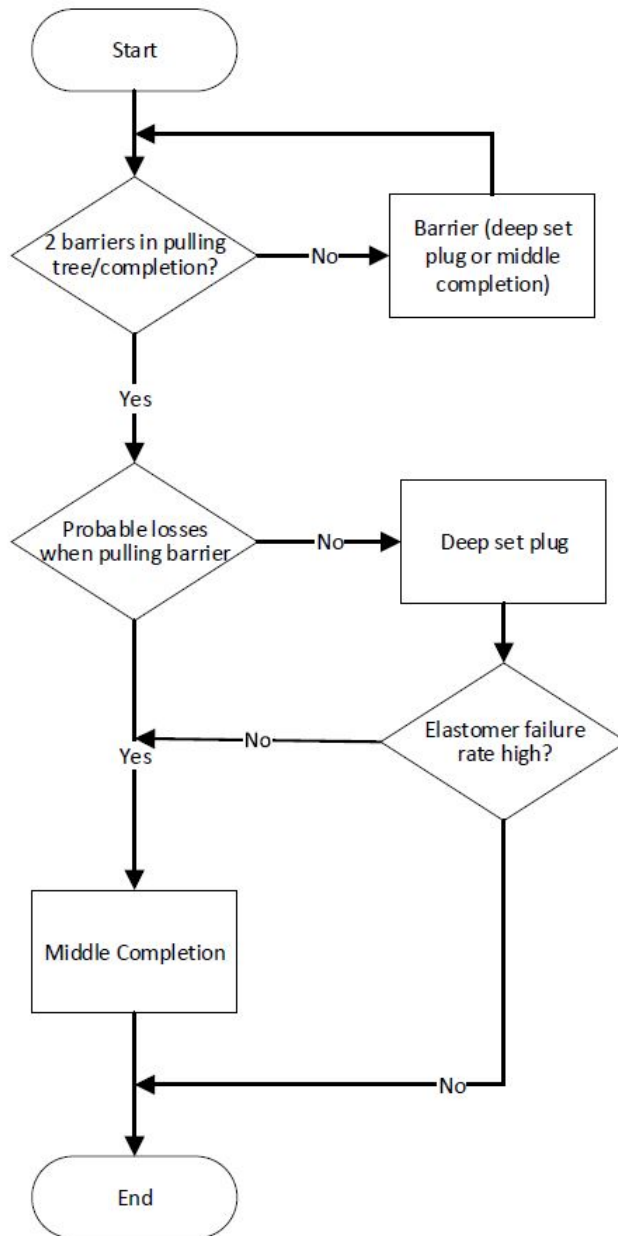 Start
2 barriers in pulling
tree/completion?
No
Barrier (deep set
plug or middle
completion)
Yes
Probable losses
when pulling barrier
No
Deep set plug
Elastomer failure
rate high?
No
Yes
Middle Completion
No
End